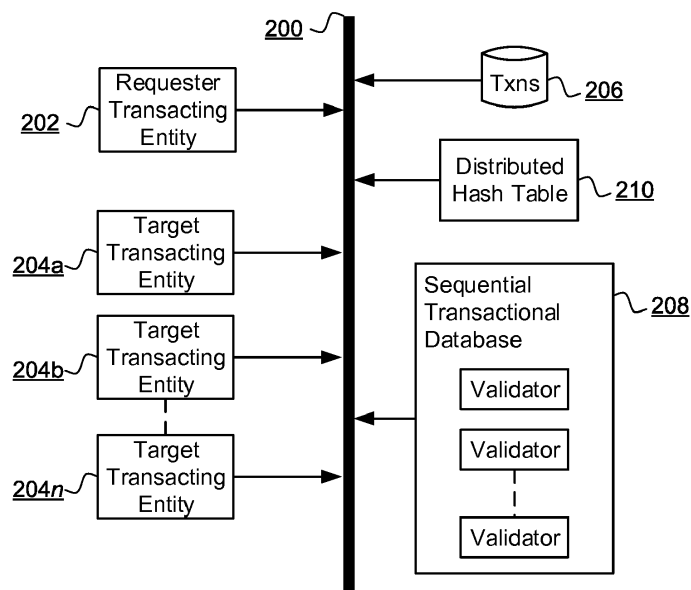 200
Requester
Transacting
Entity
202
Txns
206
Distributed
Hash Table
210
Target
Transacting
Entity
204a
Sequential
Transactional
Database
208
Target
Transacting
Entity
204b
Validator
Validator
Target
Transacting
Entity
204n
Validator